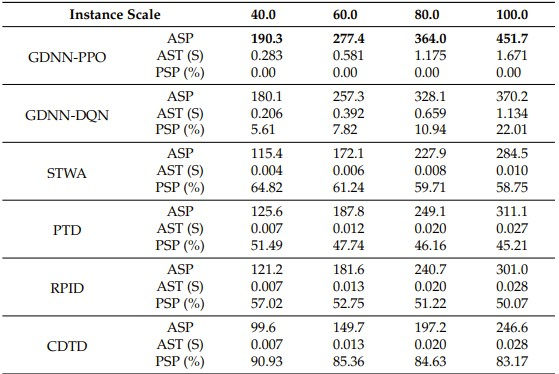 Instance Scale 40.0 60.0 80.0 100.0
ASP 190.3 277.4 364.0 451.7
GDNN-PPO AST (S) 0.283 0.581 1.175 1.671
PSP (%) 0.00 0.00 0.00 0.00
ASP 180.1 257.3 328.1 370.2
GDNN-DQN AST (S) 0.206 0.392 0.659 1.134
PSP (%) 5.61 7.82 10.94 22.01
ASP 115.4 172.1 227.9 284.5
STWA AST (S) 0.004 0.006 0.008 0.010
PSP (%) 64.82 61.24 59.71 58.75
ASP 125.6 187.8 249.1 311.1
PTD AST (S) 0.007 0.012 0.020 0.027
PSP (%) 51.49 47.74 46.16 45.21
ASP 121.2 181.6 240.7 301.0
RPID AST (S) 0.007 0.013 0.020 0.028
PSP (%) 57.02 52.75 51.22 50.07
ASP 99.6 149.7 197.2 246.6
CDTD AST (S) 0.007 0.013 0.020 0.028
PSP (%) 90.93 85.36 84.63 83.17